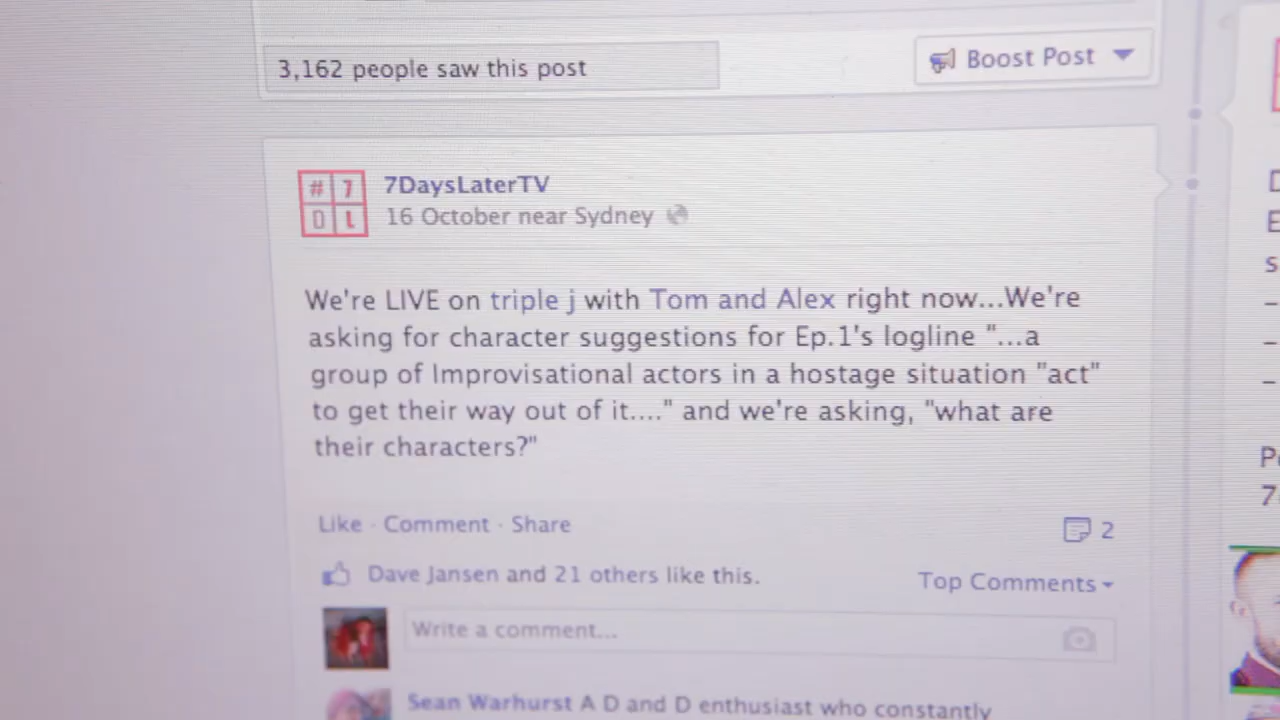 3,162 people saw this post
Boost Post
# 7
D L
7DaysLaterTV
16 October near Sydney
We're LIVE on triple j with Tom and Alex right now...We're
asking for character suggestions for Ep.1's logline "...a
group of Improvisational actors in a hostage situation "act"
to get their way out of it...." and we're asking, "what are
their characters?"
Like · Comment · Share
2
Dave Jansen and 21 others like this.
Top Comments
Write a comment...
Sean Warhurst A D and D enthusiast who constantly